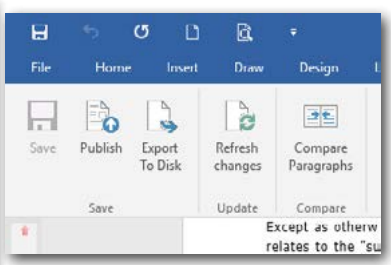 File Home Insert Draw Design
Save Publish Export Refresh Compare
To Disk changes Paragraphs
Save Update Compare
Except as otherw
relates to the "su